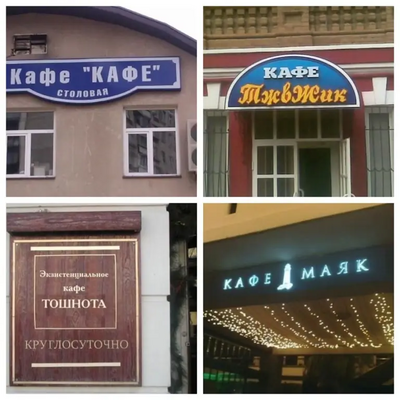 Кафе "КАФЕ"
СТОЛОВАЯ
КАФЕ
ТжвЖик
Экзистенциальное
кафе
ТОШНОТА
КРУГЛОСУТОЧНО
КАФЕ МАЯК